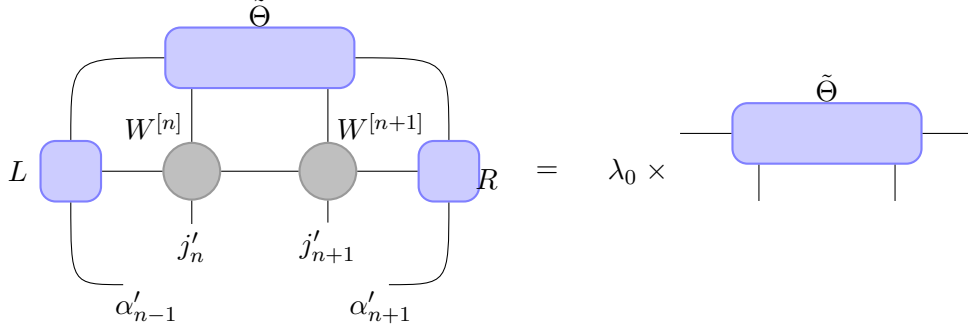 Θ̃
W^{[n]} W^{[n+1]}
L R = λ_0 × Θ̃
j'_n j'_{n+1}
α'_{n-1} α'_{n+1}